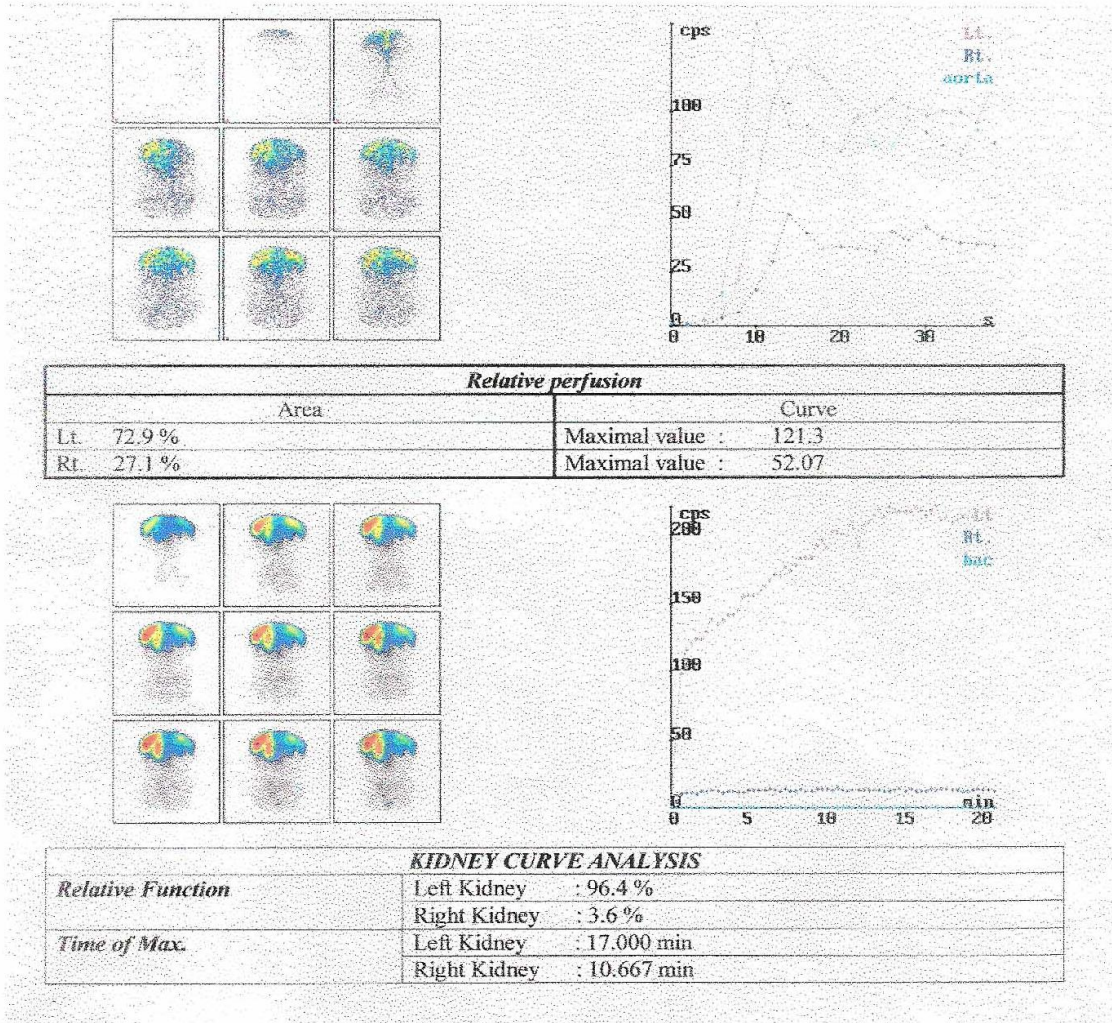 cps
Lt.
Rt.
aorta
100
75
50
25
0
s
0 10 20 30
Relative perfusion
Area Curve
Lt. 72.9 % Maximal value : 121.3
Rt. 27.1 % Maximal value : 52.07
cps
200
Lt
Rt.
bac
150
100
50
0
min
0 5 10 15 20
KIDNEY CURVE ANALYSIS
Relative Function Left Kidney : 96.4 %
Right Kidney : 3.6 %
Time of Max. Left Kidney : 17.000 min
Right Kidney : 10.667 min